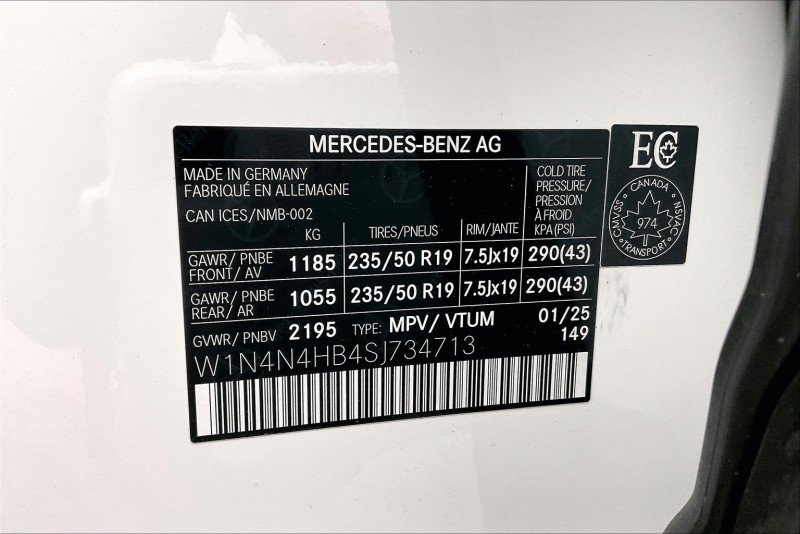 MERCEDES-BENZ AG
MADE IN GERMANY
FABRIQUÉ EN ALLEMAGNE
CAN ICES/NMB-002
COLD TIRE
PRESSURE/
PRESSION
À FROID
KPA (PSI)
KG TIRES/PNEUS RIM/JANTE
GAWR/ PNBE
FRONT/ AV
1185 235/50 R19 7.5Jx19 290(43)
GAWR/ PNBE
REAR/ AR
1055 235/50 R19 7.5Jx19 290(43)
GVWR/ PNBV 2195 TYPE: MPV/ VTUM 01/25
149
W1N4N4HB4SJ734713
EC
CANADA
CMVSS
974
NSVAC
TRANSPORT